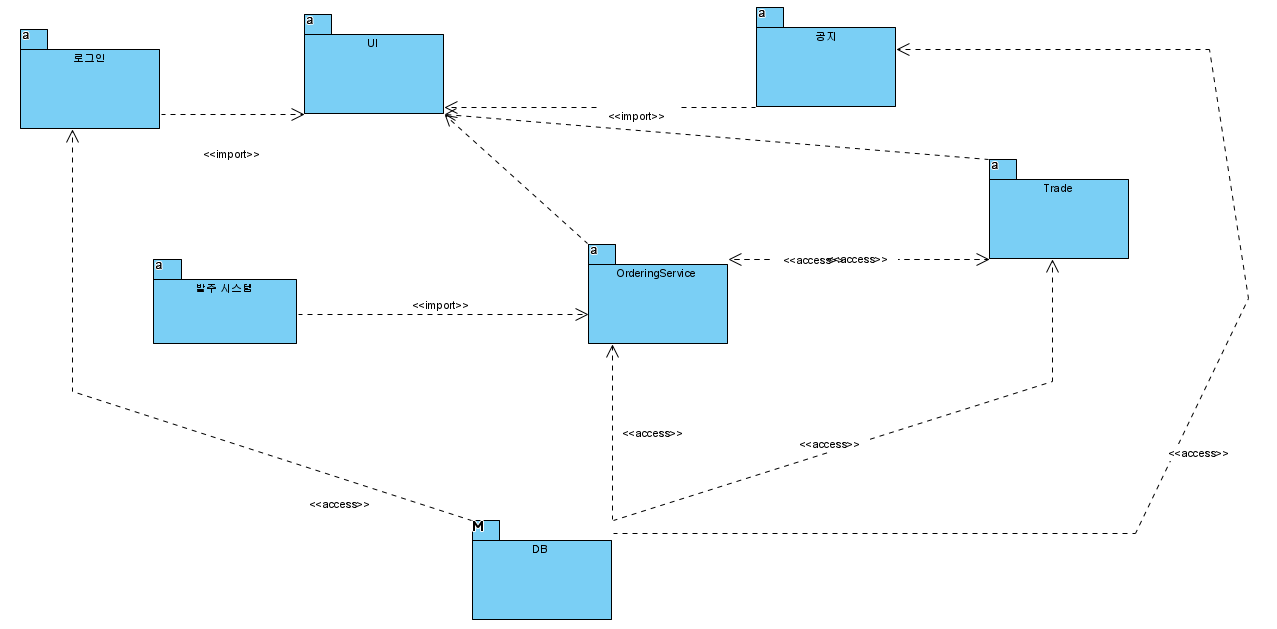 a
로그인
a
UI
a
공지
<<import>>
<<import>>
a
Trade
a
발주 시스템
<<import>>
a
OrderingService
<<access>>
<<access>>
<<access>>
<<access>>
<<access>>
<<access>>
M
DB